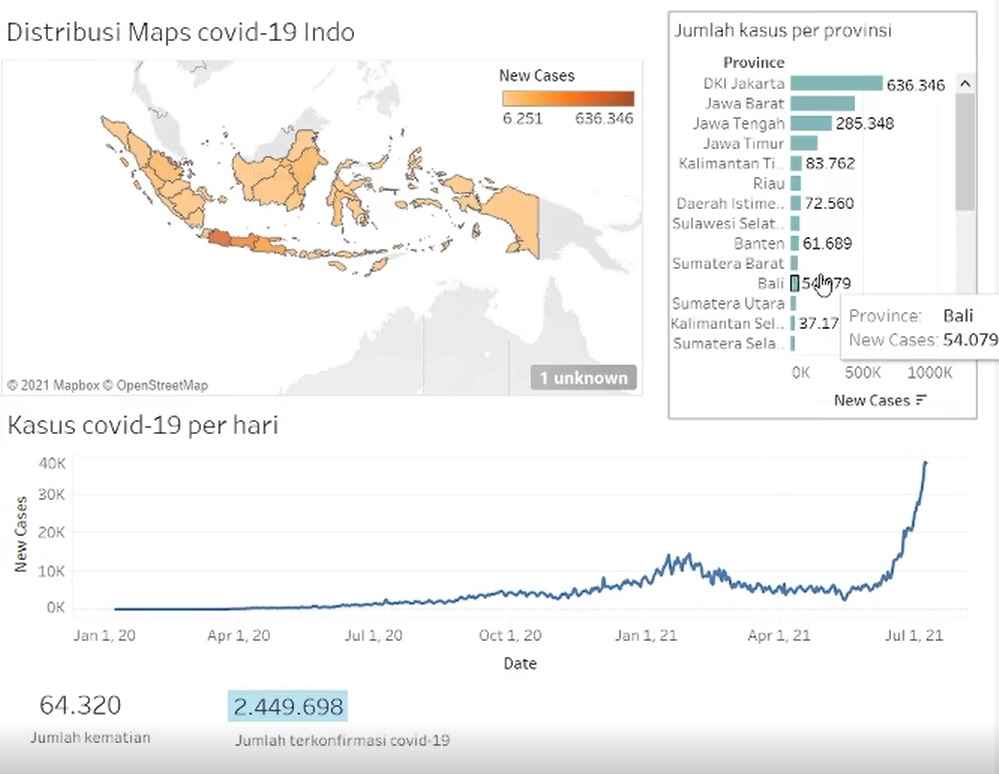 Distribusi Maps covid-19 Indo
New Cases
6.251 636.346
© 2021 Mapbox © OpenStreetMap
1 unknown
Jumlah kasus per provinsi
Province
DKI Jakarta 636.346
Jawa Barat
Jawa Tengah 285.348
Jawa Timur
Kalimantan Ti.. 83.762
Riau
Daerah Istime.. 72.560
Sulawesi Selat..
Banten 61.689
Sumatera Barat
Bali 54.079
Sumatera Utara
Kalimantan Sel.. 37.17
Sumatera Sela..
Province: Bali
New Cases: 54.079
0K 500K 1000K
New Cases
Kasus covid-19 per hari
New Cases
40K
30K
20K
10K
0K
Jan 1, 20 Apr 1, 20 Jul 1, 20 Oct 1, 20 Jan 1, 21 Apr 1, 21 Jul 1, 21
Date
64.320 2.449.698
Jumlah kematian Jumlah terkonfirmasi covid-19